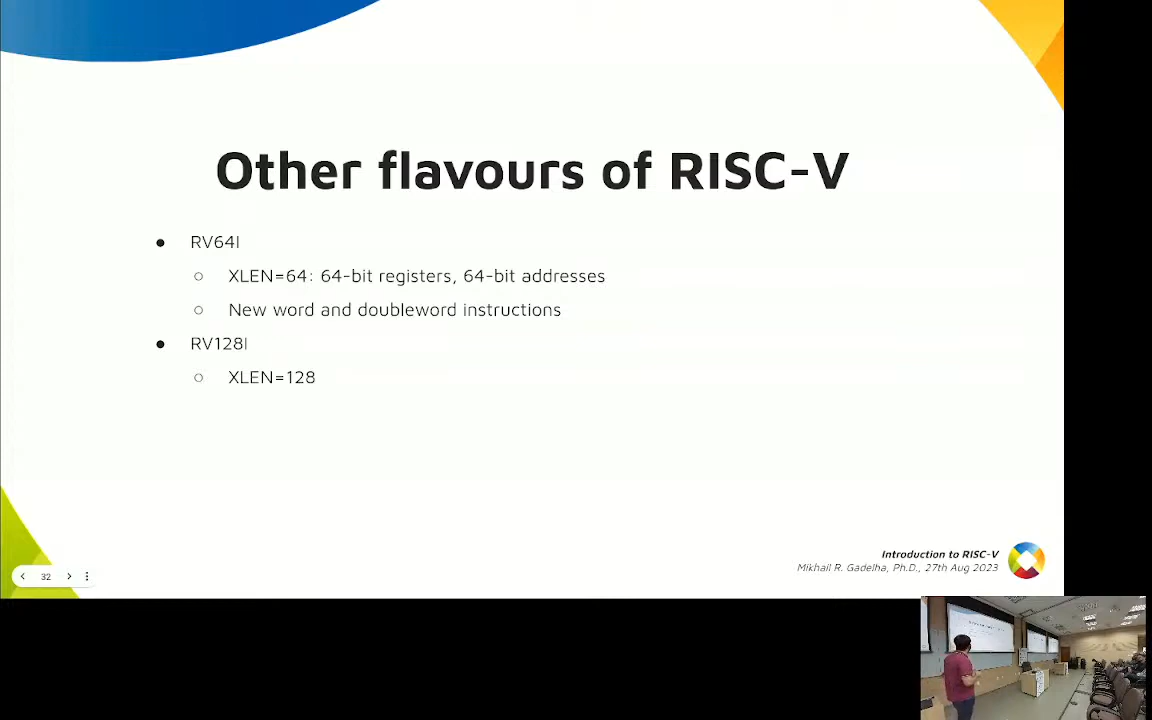 Other flavours of RISC-V
● RV64I
○ XLEN=64: 64-bit registers, 64-bit addresses
○ New word and doubleword instructions
● RV128I
○ XLEN=128
Introduction to RISC-V
Mikhail R. Gadelha, Ph.D., 27th Aug 2023
32